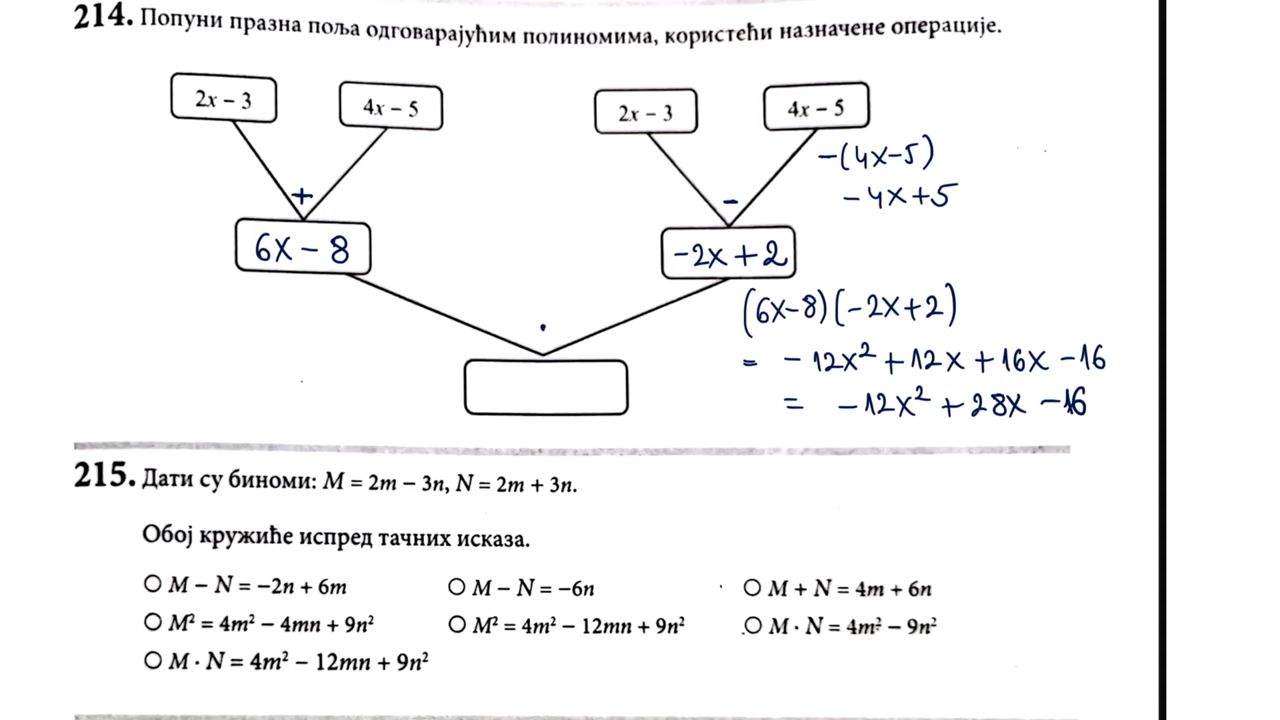 214. Попуни празна поља одговарајућим полиномима, користећи назначене операције.
2x – 3
4x – 5
2x – 3
4x – 5
–(4x–5)
–4x+5
+
–
6x – 8
–2x + 2
(6x–8)(–2x+2)
·
= –12x² + 12x + 16x – 16
= –12x² + 28x – 16
215. Дати су биноми: M = 2m – 3n, N = 2m + 3n.
Обој кружиће испред тачних исказа.
○ M – N = –2n + 6m ○ M – N = –6n ○ M + N = 4m + 6n
○ M² = 4m² – 4mn + 9n² ○ M² = 4m² – 12mn + 9n² ○ M · N = 4m² – 9n²
○ M · N = 4m² – 12mn + 9n²